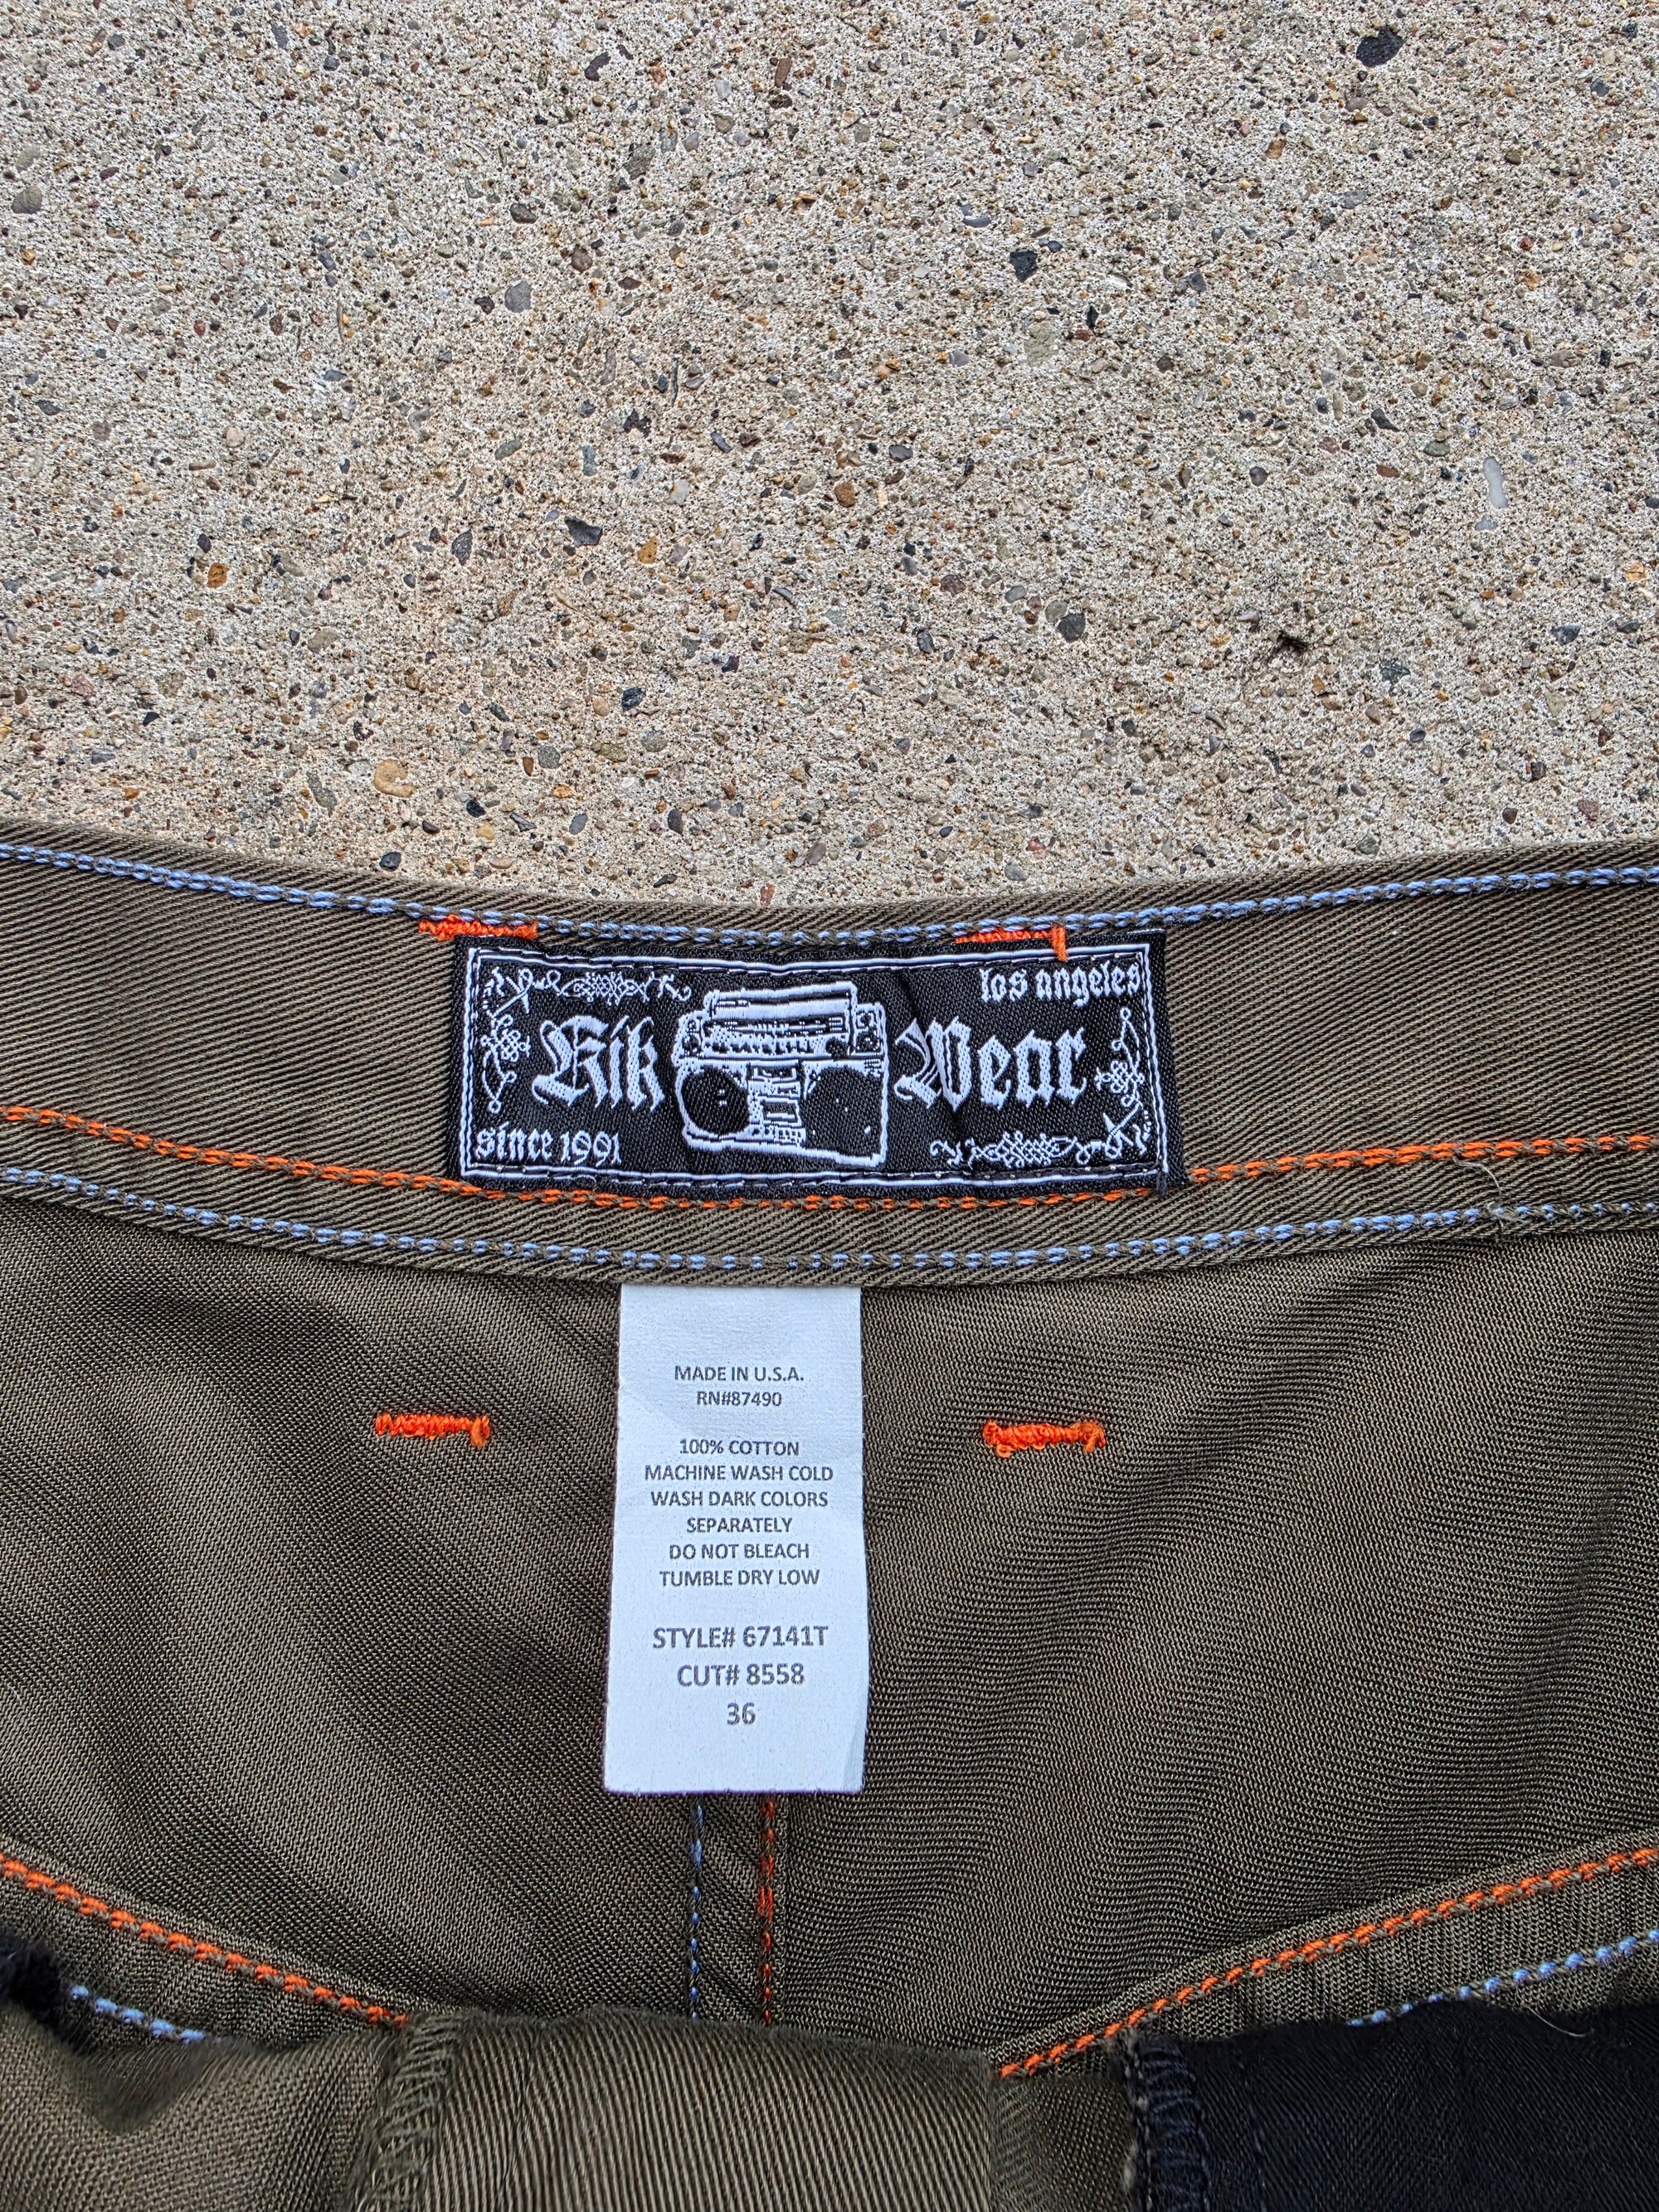 los angeles
Kik Wear
since 1991
MADE IN U.S.A.
RN#87490
100% COTTON
MACHINE WASH COLD
WASH DARK COLORS
SEPARATELY
DO NOT BLEACH
TUMBLE DRY LOW
STYLE# 67141T
CUT# 8558
36